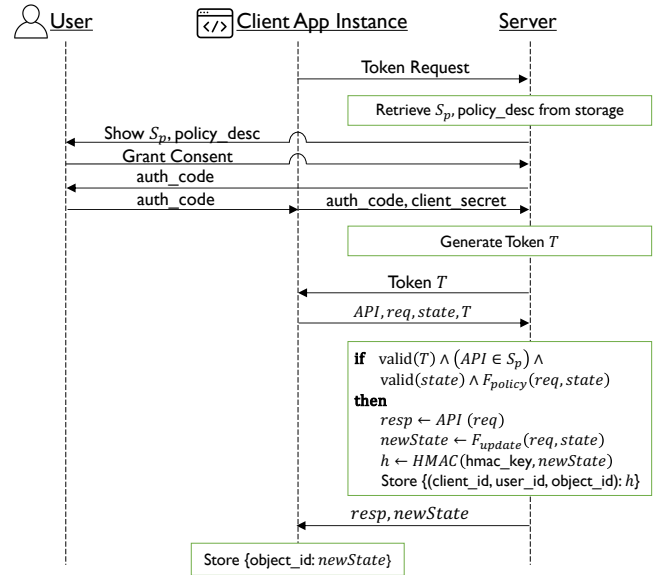 User
Client App Instance
Server
Token Request
Retrieve S_p, policy_desc from storage
Show S_p, policy_desc
Grant Consent
auth_code
auth_code
auth_code, client_secret
Generate Token T
Token T
API, req, state, T
if valid(T) ∧ (API ∈ S_p) ∧
valid(state) ∧ F_policy(req, state)
then
resp ← API (req)
newState ← F_update(req, state)
h ← HMAC(hmac_key, newState)
Store {(client_id, user_id, object_id): h}
resp, newState
Store {object_id: newState}